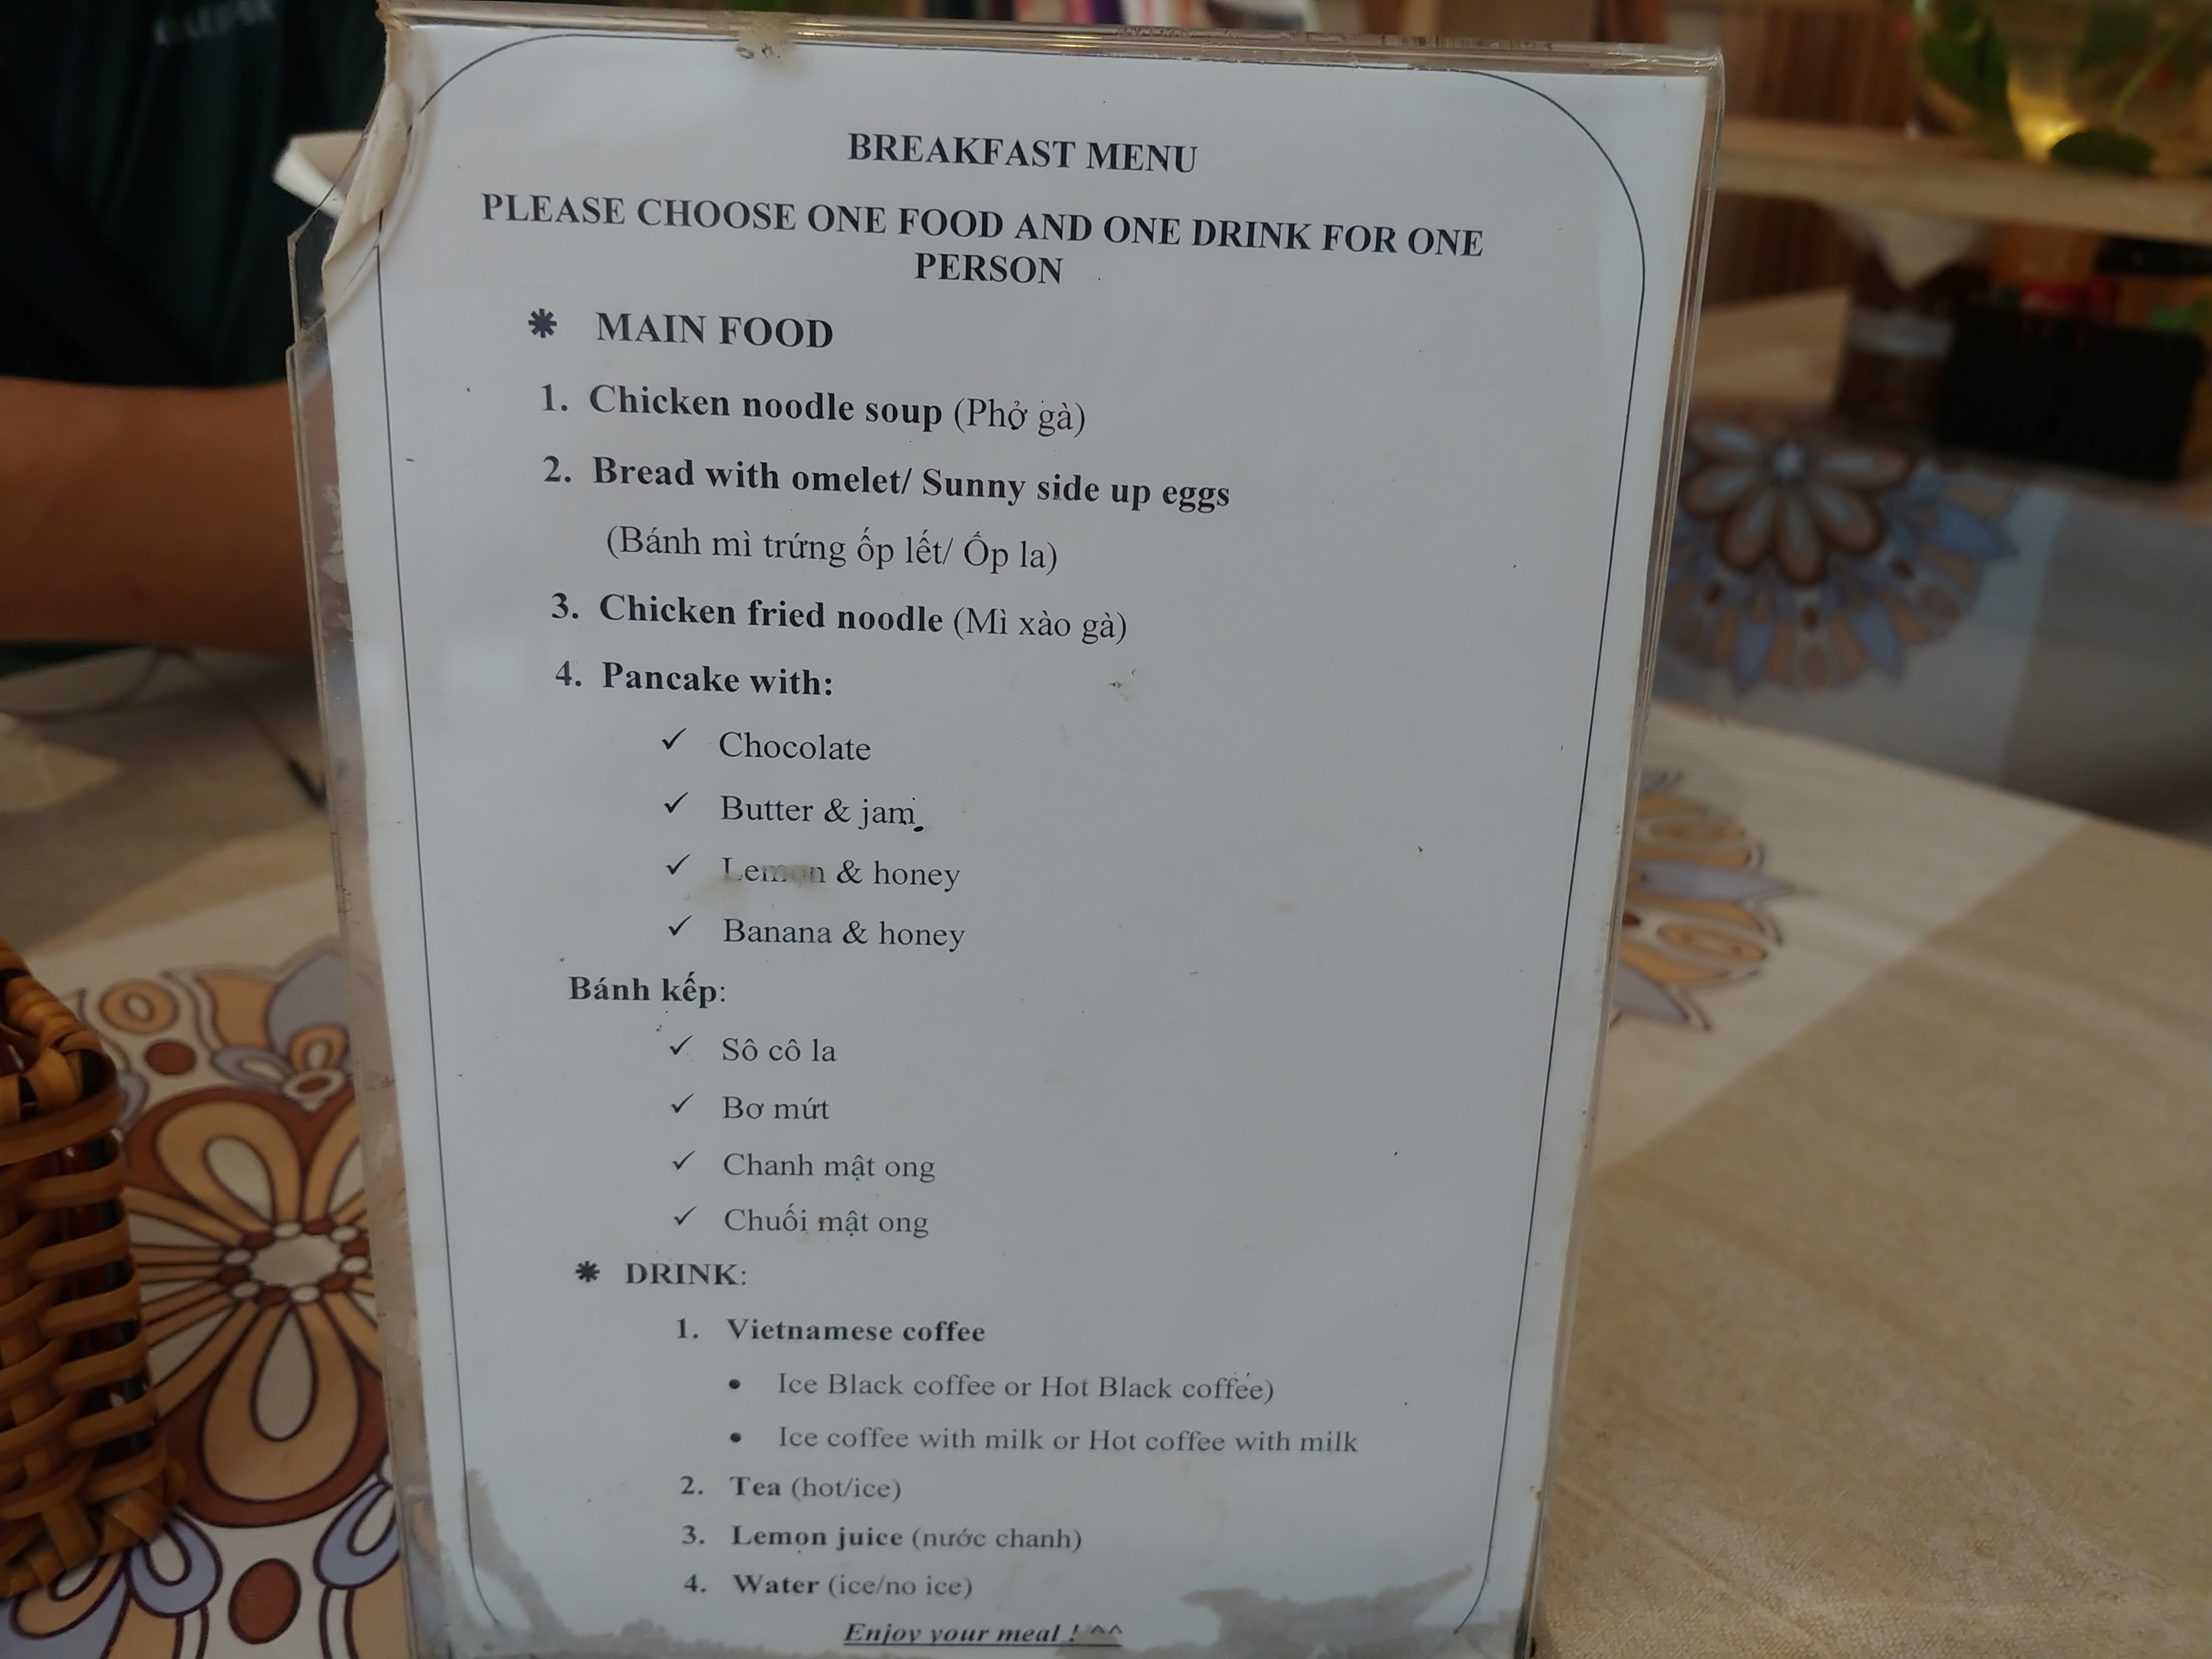 BREAKFAST MENU
PLEASE CHOOSE ONE FOOD AND ONE DRINK FOR ONE
PERSON
* MAIN FOOD
1. Chicken noodle soup (Phở gà)
2. Bread with omelet/ Sunny side up eggs
(Bánh mì trứng ốp lết/ Ốp la)
3. Chicken fried noodle (Mì xào gà)
4. Pancake with:
✓ Chocolate
✓ Butter & jam
✓ Lemon & honey
✓ Banana & honey
Bánh kếp:
✓ Sô cô la
✓ Bơ mứt
✓ Chanh mật ong
✓ Chuối mật ong
* DRINK:
1. Vietnamese coffee
• Ice Black coffee or Hot Black coffee)
• Ice coffee with milk or Hot coffee with milk
2. Tea (hot/ice)
3. Lemon juice (nước chanh)
4. Water (ice/no ice)
Enjoy your meal ! ^^